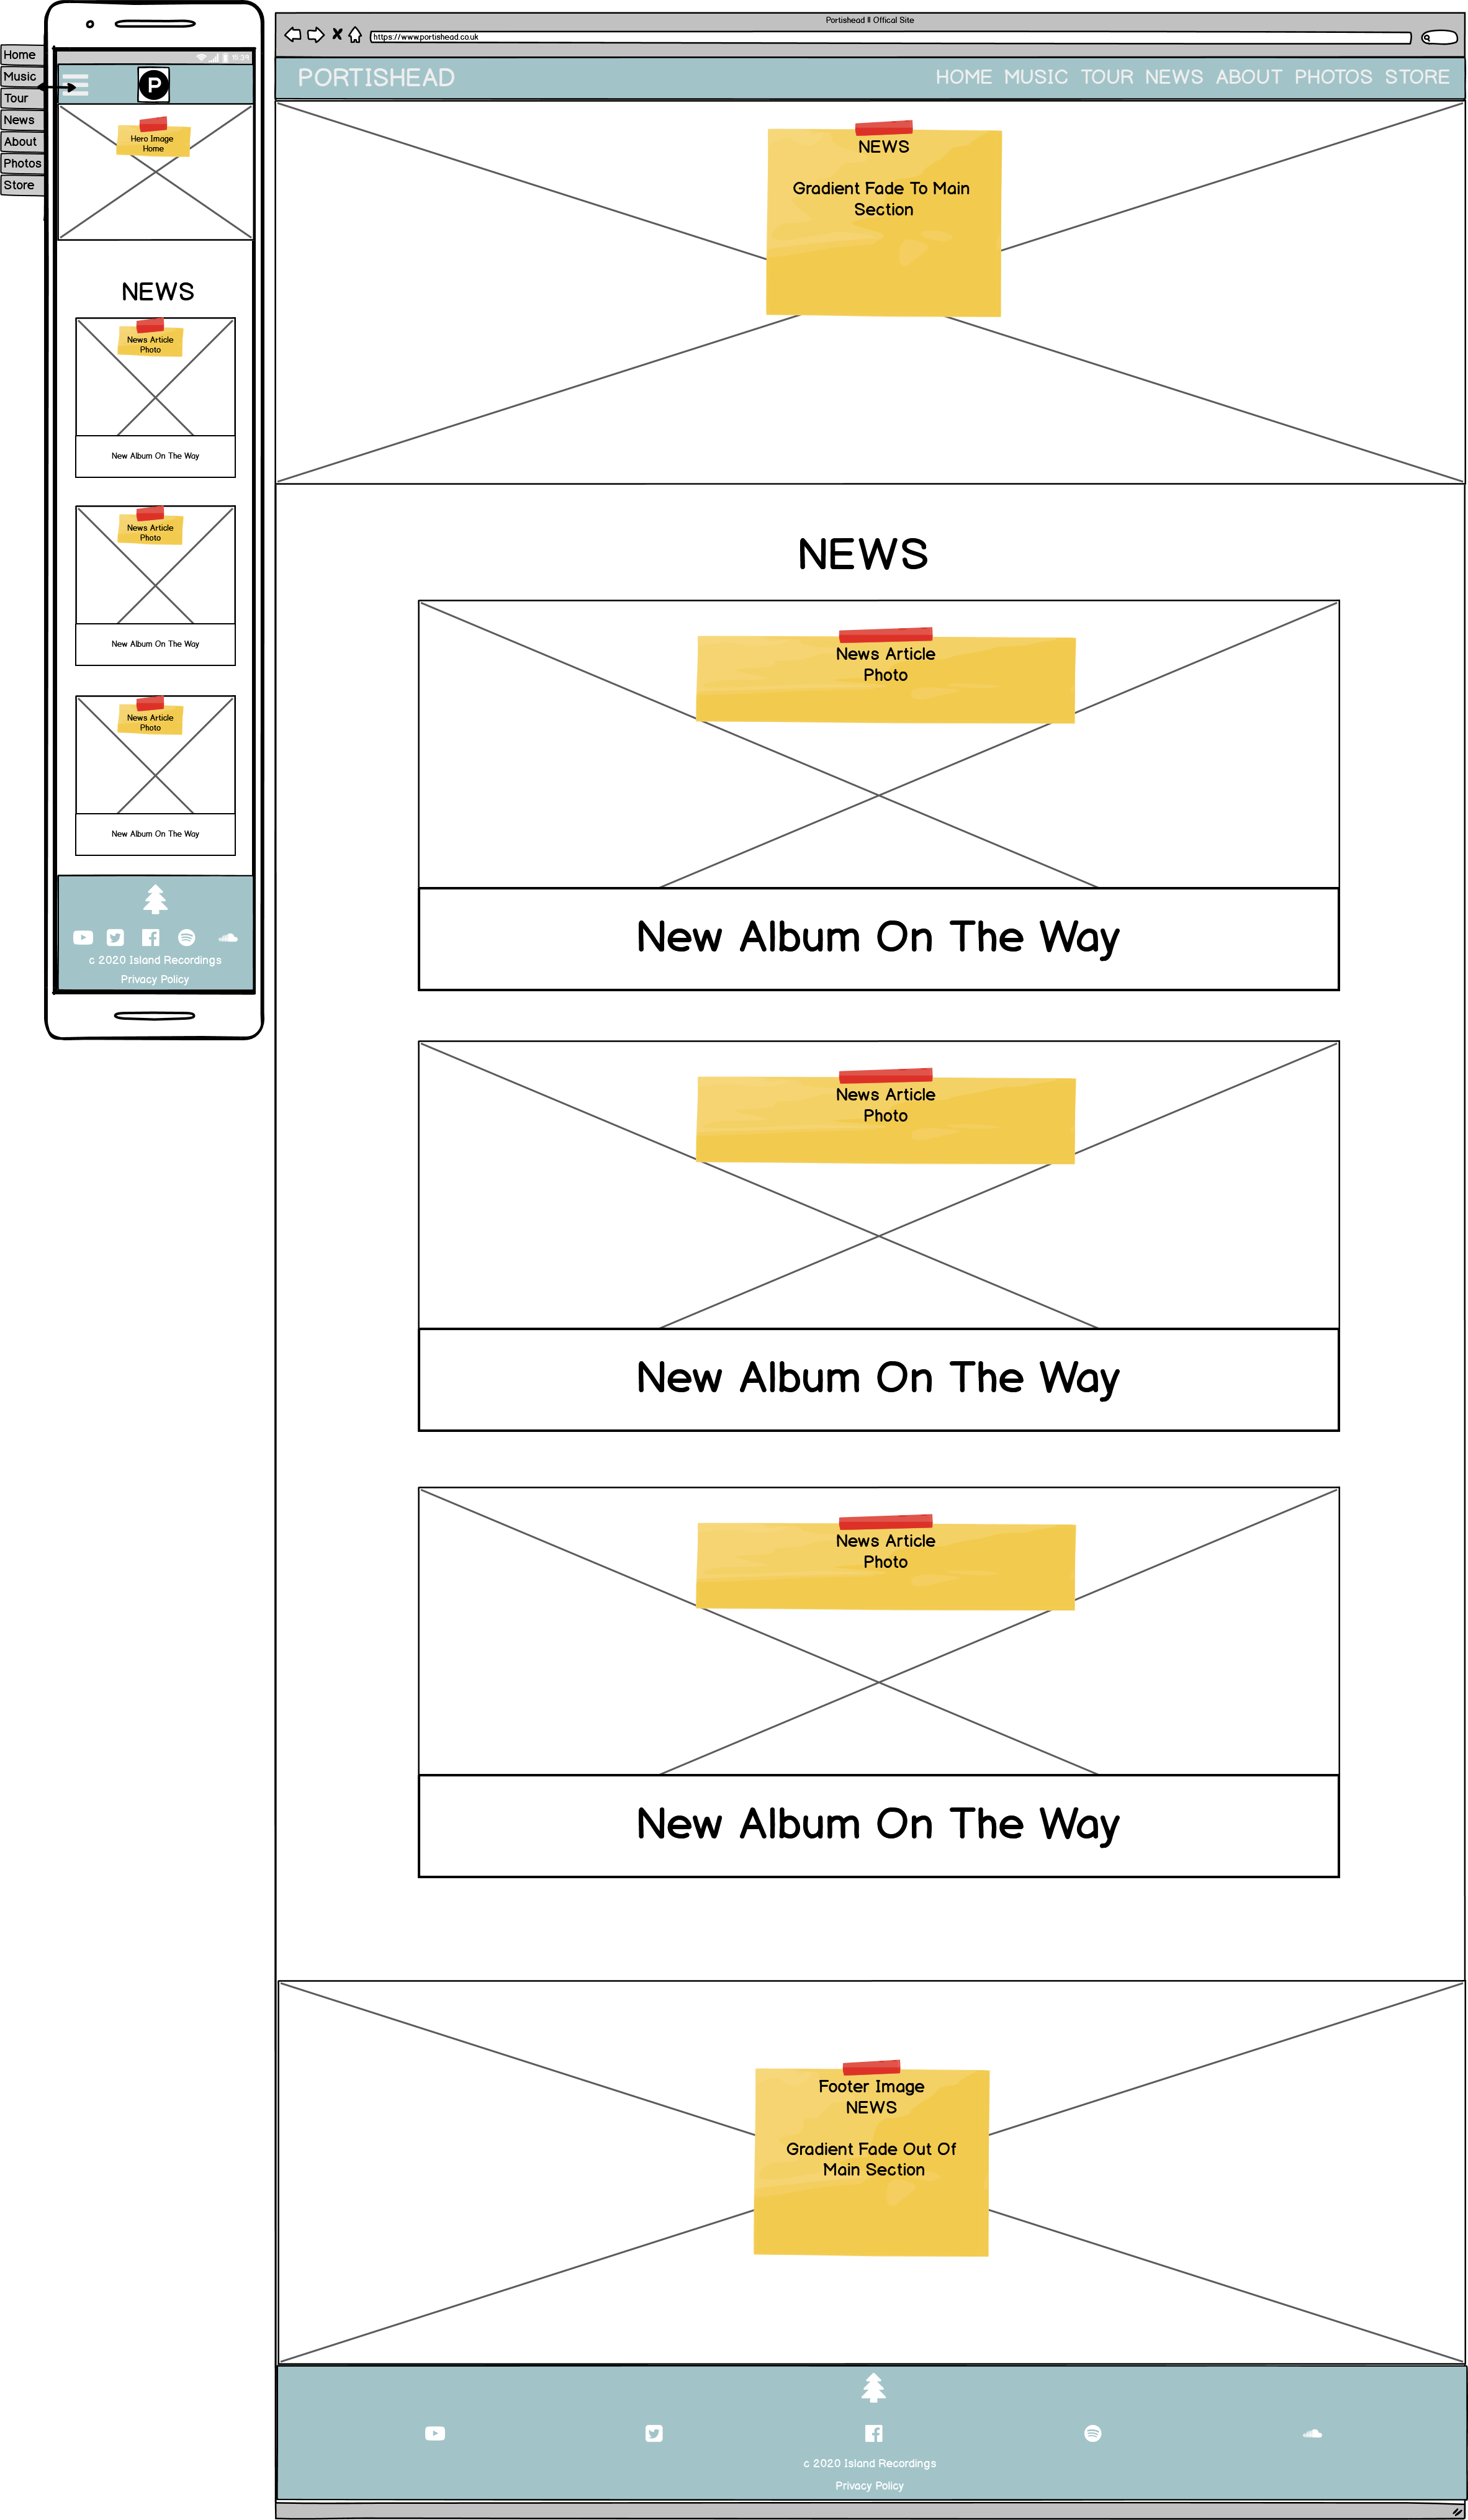 Home
Music
Tour
News
About
Photos
Store
15:39
P
Hero Image
Home
NEWS
News Article
Photo
New Album On The Way
News Article
Photo
New Album On The Way
News Article
Photo
New Album On The Way
c 2020 Island Recordings
Privacy Policy
Portishead || Offical Site
https://www.portishead.co.uk
PORTISHEAD
HOME MUSIC TOUR NEWS ABOUT PHOTOS STORE
NEWS
Gradient Fade To Main
Section
NEWS
News Article
Photo
New Album On The Way
News Article
Photo
New Album On The Way
News Article
Photo
New Album On The Way
Footer Image
NEWS
Gradient Fade Out Of
Main Section
c 2020 Island Recordings
Privacy Policy